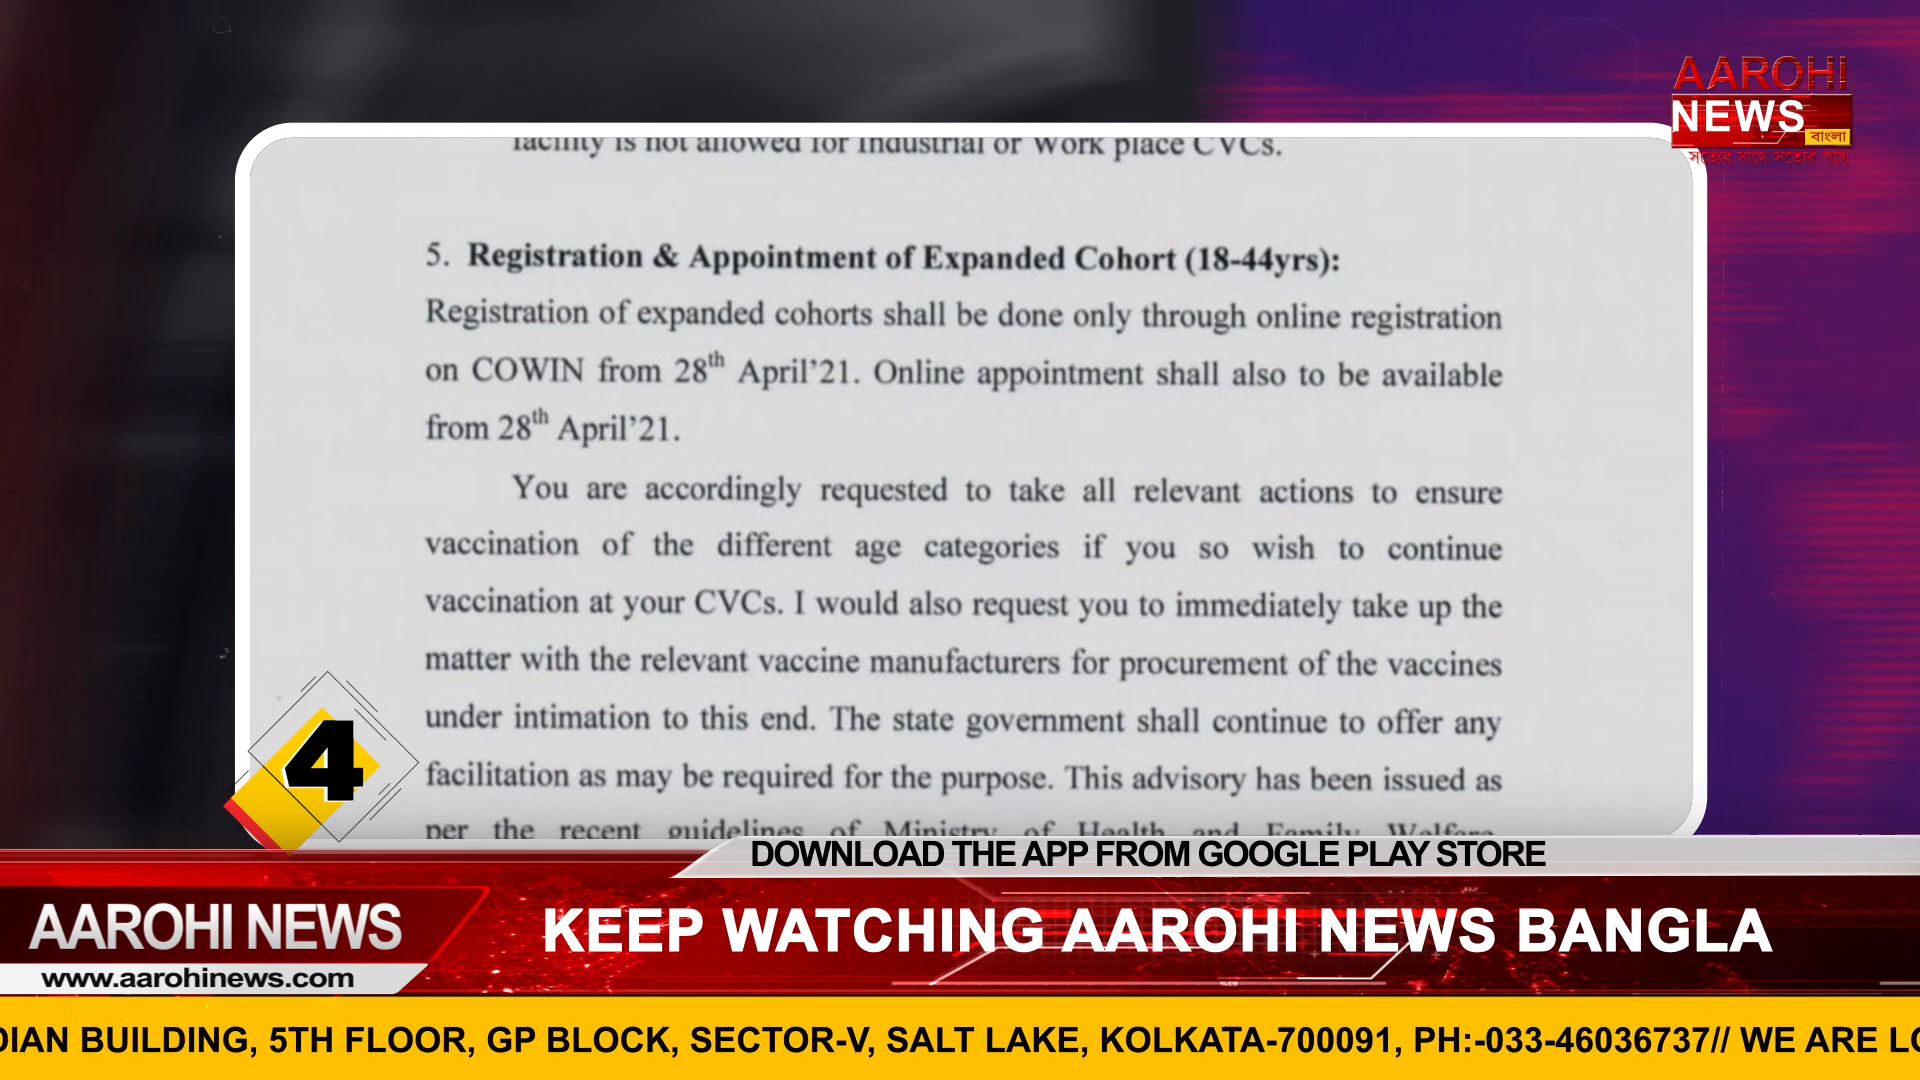 AAROHI
NEWS
বাংলা
সত্যের সাথে সত্যের পথে
facility is not allowed for Industrial or Work place CVCs.
5. Registration & Appointment of Expanded Cohort (18-44yrs):
Registration of expanded cohorts shall be done only through online registration
on COWIN from 28th April'21. Online appointment shall also to be available
from 28th April'21.
You are accordingly requested to take all relevant actions to ensure
vaccination of the different age categories if you so wish to continue
vaccination at your CVCs. I would also request you to immediately take up the
matter with the relevant vaccine manufacturers for procurement of the vaccines
under intimation to this end. The state government shall continue to offer any
facilitation as may be required for the purpose. This advisory has been issued as
per the recent guidelines of Ministry of Health and Family Welfare,
4
DOWNLOAD THE APP FROM GOOGLE PLAY STORE
AAROHI NEWS
KEEP WATCHING AAROHI NEWS BANGLA
www.aarohinews.com
DIAN BUILDING, 5TH FLOOR, GP BLOCK, SECTOR-V, SALT LAKE, KOLKATA-700091, PH:-033-46036737// WE ARE LO